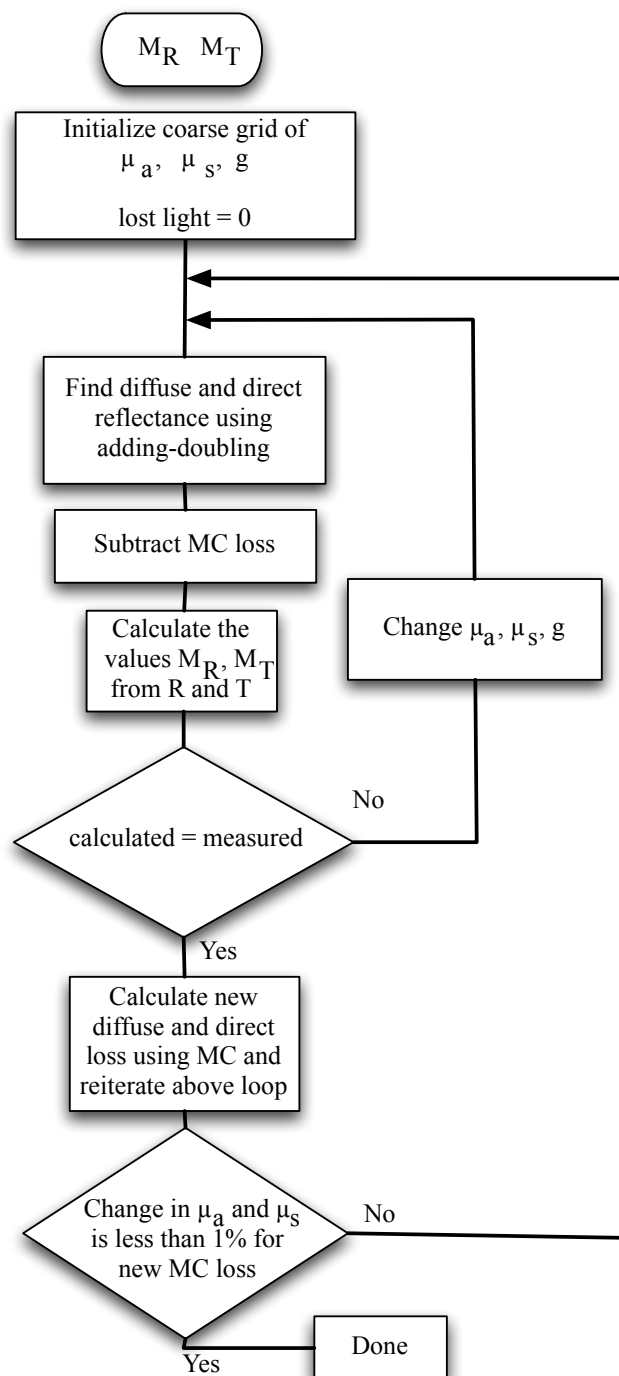 M_R M_T
Initialize coarse grid of
µ_a, µ_s, g
lost light = 0
Find diffuse and direct
reflectance using
adding-doubling
Subtract MC loss
Calculate the
values M_R, M_T
from R and T
Change µ_a, µ_s, g
No
calculated = measured
Yes
Calculate new
diffuse and direct
loss using MC and
reiterate above loop
Change in µ_a and µ_s
is less than 1% for
new MC loss
No
Yes
Done